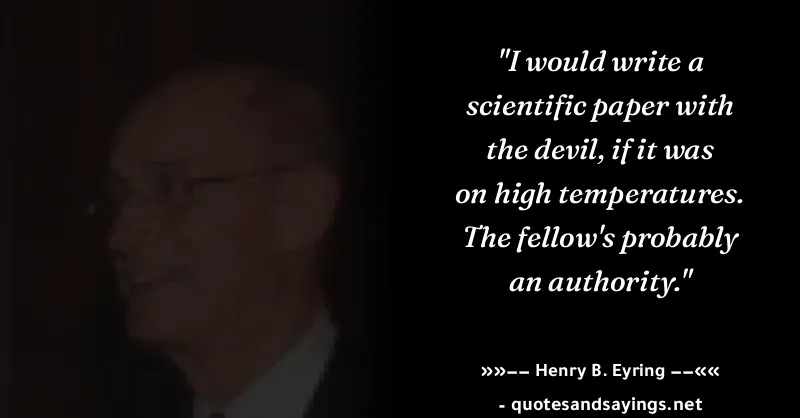 "I would write a
scientific paper with
the devil, if it was
on high temperatures.
The fellow's probably
an authority."
»»−− Henry B. Eyring −−««
- quotesandsayings.net